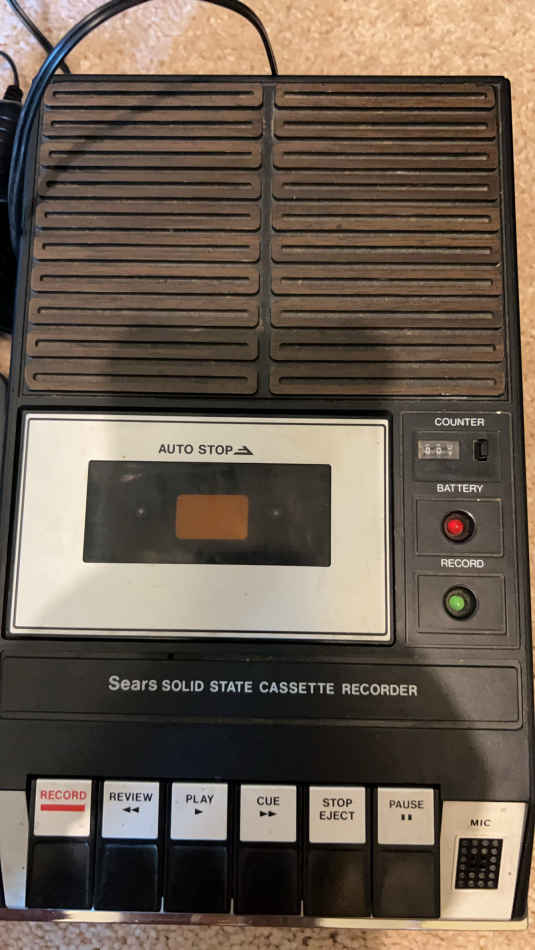 COUNTER
AUTO STOP
BATTERY
RECORD
Sears SOLID STATE CASSETTE RECORDER
RECORD
REVIEW
PLAY
CUE
STOP
EJECT
PAUSE
MIC